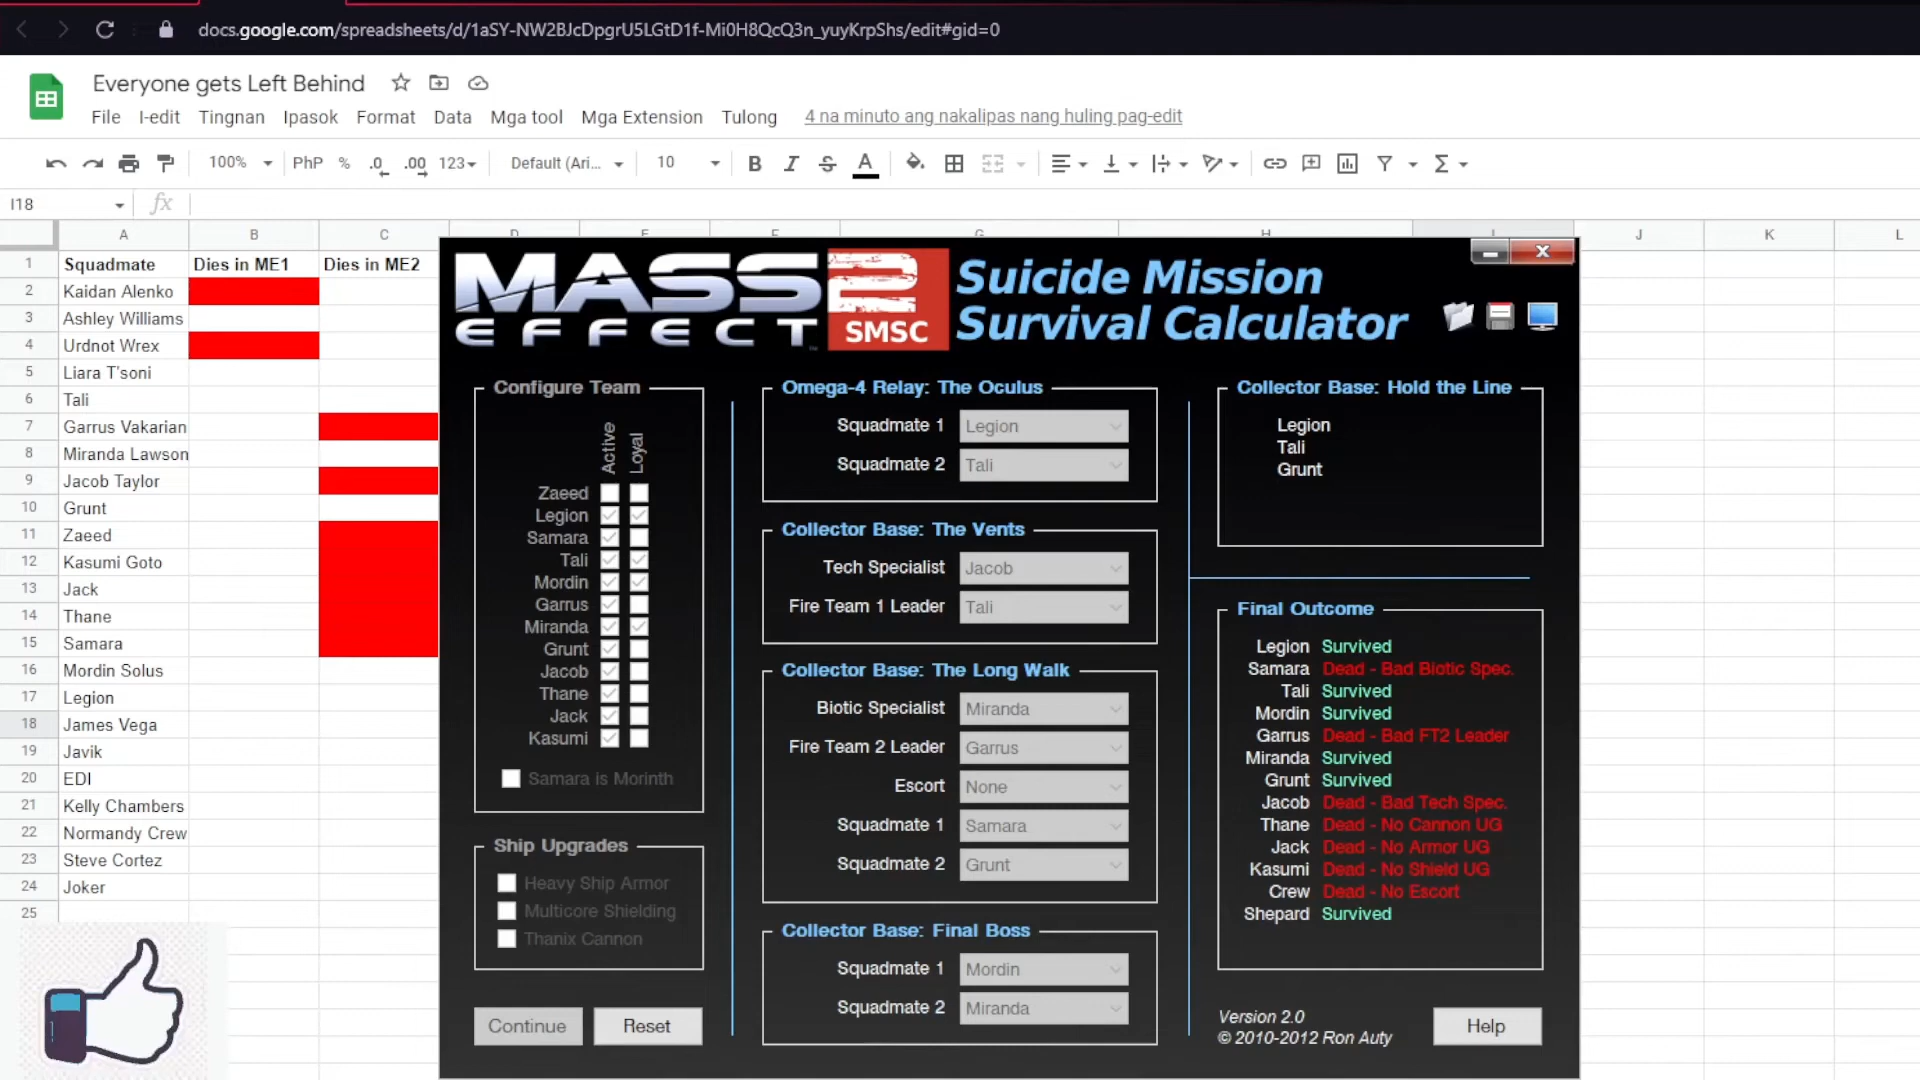 docs.google.com/spreadsheets/d/1aSY-NW2BJcDpgrU5LGtD1f-Mi0H8QcQ3n_yuyKrpShs/edit#gid=0
Everyone gets Left Behind
File I-edit Tingnan Ipasok Format Data Mga tool Mga Extension Tulong 4 na minuto ang nakalipas nang huling pag-edit
100% PhP % .0 .00 123 Default (Ari... 10 B I S A
I18 fx
A B C D E F G H I J K L
1 Squadmate Dies in ME1 Dies in ME2
2 Kaidan Alenko
3 Ashley Williams
4 Urdnot Wrex
5 Liara T'soni
6 Tali
7 Garrus Vakarian
8 Miranda Lawson
9 Jacob Taylor
10 Grunt
11 Zaeed
12 Kasumi Goto
13 Jack
14 Thane
15 Samara
16 Mordin Solus
17 Legion
18 James Vega
19 Javik
20 EDI
21 Kelly Chambers
22 Normandy Crew
23 Steve Cortez
24 Joker
25
MASS EFFECT 2
SMSC
Suicide Mission
Survival Calculator
Configure Team
Active
Loyal
Zaeed
Legion
Samara
Tali
Mordin
Garrus
Miranda
Grunt
Jacob
Thane
Jack
Kasumi
Samara is Morinth
Ship Upgrades
Heavy Ship Armor
Multicore Shielding
Thanix Cannon
Continue
Reset
Omega-4 Relay: The Oculus
Squadmate 1 Legion
Squadmate 2 Tali
Collector Base: The Vents
Tech Specialist Jacob
Fire Team 1 Leader Tali
Collector Base: The Long Walk
Biotic Specialist Miranda
Fire Team 2 Leader Garrus
Escort None
Squadmate 1 Samara
Squadmate 2 Grunt
Collector Base: Final Boss
Squadmate 1 Mordin
Squadmate 2 Miranda
Collector Base: Hold the Line
Legion
Tali
Grunt
Final Outcome
Legion Survived
Samara Dead - Bad Biotic Spec.
Tali Survived
Mordin Survived
Garrus Dead - Bad FT2 Leader
Miranda Survived
Grunt Survived
Jacob Dead - Bad Tech Spec.
Thane Dead - No Cannon UG
Jack Dead - No Armor UG
Kasumi Dead - No Shield UG
Crew Dead - No Escort
Shepard Survived
Version 2.0
© 2010-2012 Ron Auty
Help